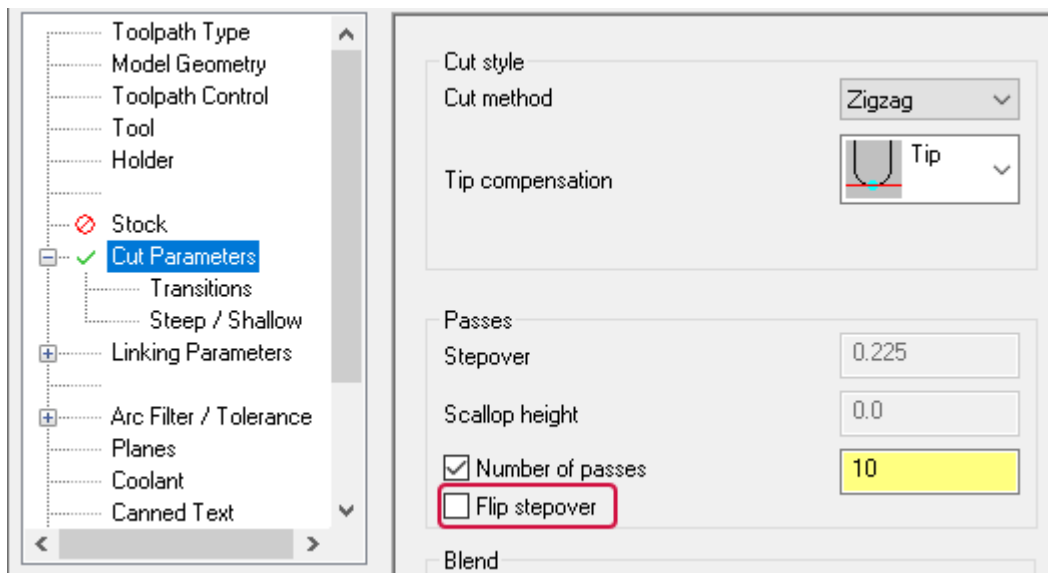 Toolpath Type
Model Geometry
Toolpath Control
Tool
Holder
Stock
Cut Parameters
Transitions
Steep / Shallow
Linking Parameters
Arc Filter / Tolerance
Planes
Coolant
Canned Text
Cut style
Cut method Zigzag
Tip compensation Tip
Passes
Stepover 0.225
Scallop height 0.0
Number of passes 10
Flip stepover
Blend